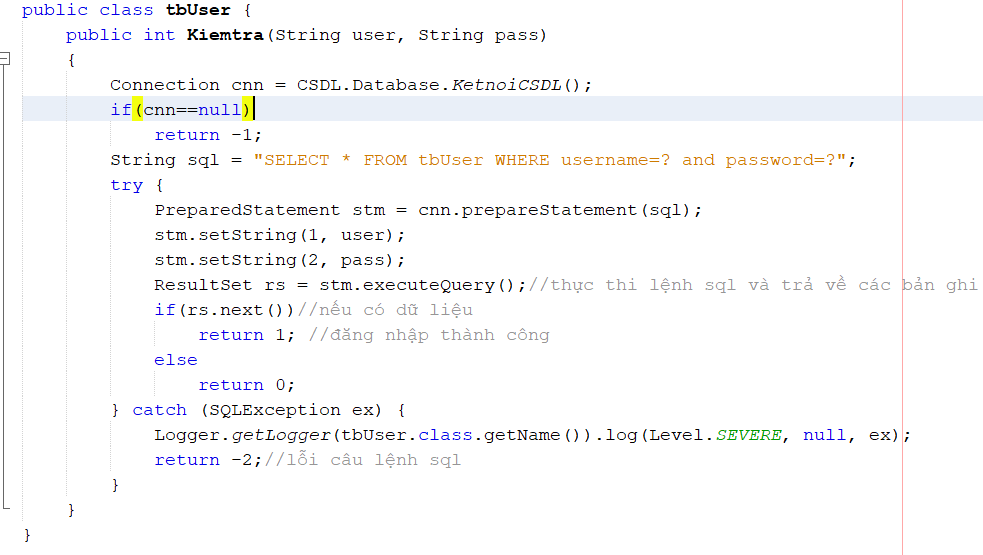 public class tbUser {
public int Kiemtra(String user, String pass)
{
Connection cnn = CSDL.Database.KetnoiCSDL();
if(cnn==null)
return -1;
String sql = "SELECT * FROM tbUser WHERE username=? and password=?";
try {
PreparedStatement stm = cnn.prepareStatement(sql);
stm.setString(1, user);
stm.setString(2, pass);
ResultSet rs = stm.executeQuery();//thực thi lệnh sql và trả về các bản ghi
if(rs.next())//nếu có dữ liệu
return 1; //đăng nhập thành công
else
return 0;
} catch (SQLException ex) {
Logger.getLogger(tbUser.class.getName()).log(Level.SEVERE, null, ex);
return -2;//lỗi câu lệnh sql
}
}
}